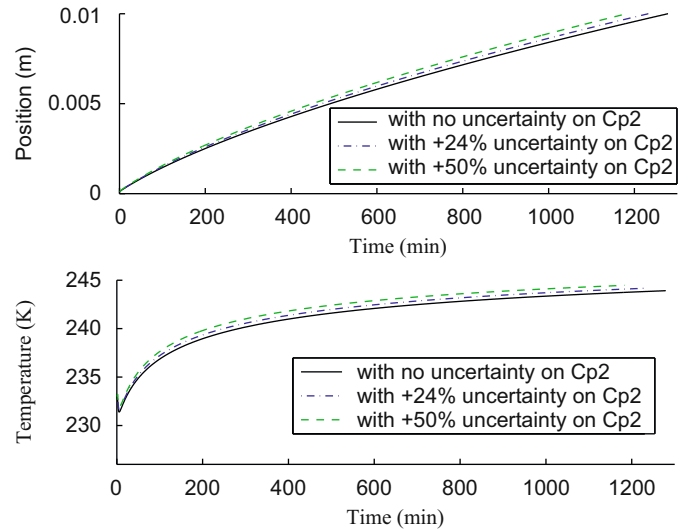 0.01
0.005
0
Position (m)
with no uncertainty on Cp2
with +24% uncertainty on Cp2
with +50% uncertainty on Cp2
0 200 400 600 800 1000 1200
Time (min)
245
240
235
230
Temperature (K)
with no uncertainty on Cp2
with +24% uncertainty on Cp2
with +50% uncertainty on Cp2
0 200 400 600 800 1000 1200
Time (min)